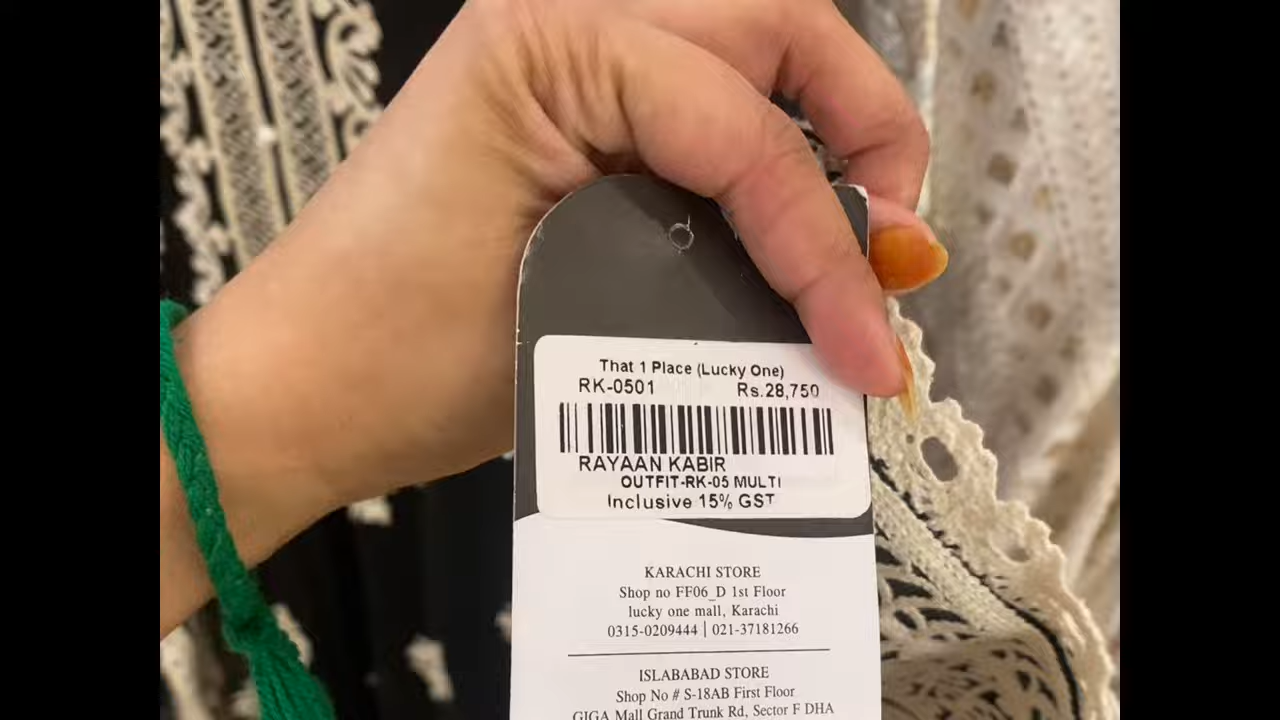 That 1 Place (Lucky One)
RK-0501 Rs.28,750
RAYAAN KABIR
OUTFIT-RK-05 MULTI
Inclusive 15% GST
KARACHI STORE
Shop no FF06_D 1st Floor
lucky one mall, Karachi
0315-0209444 | 021-37181266
ISLABABAD STORE
Shop No # S-18AB First Floor
GIGA Mall Grand Trunk Rd, Sector F DHA